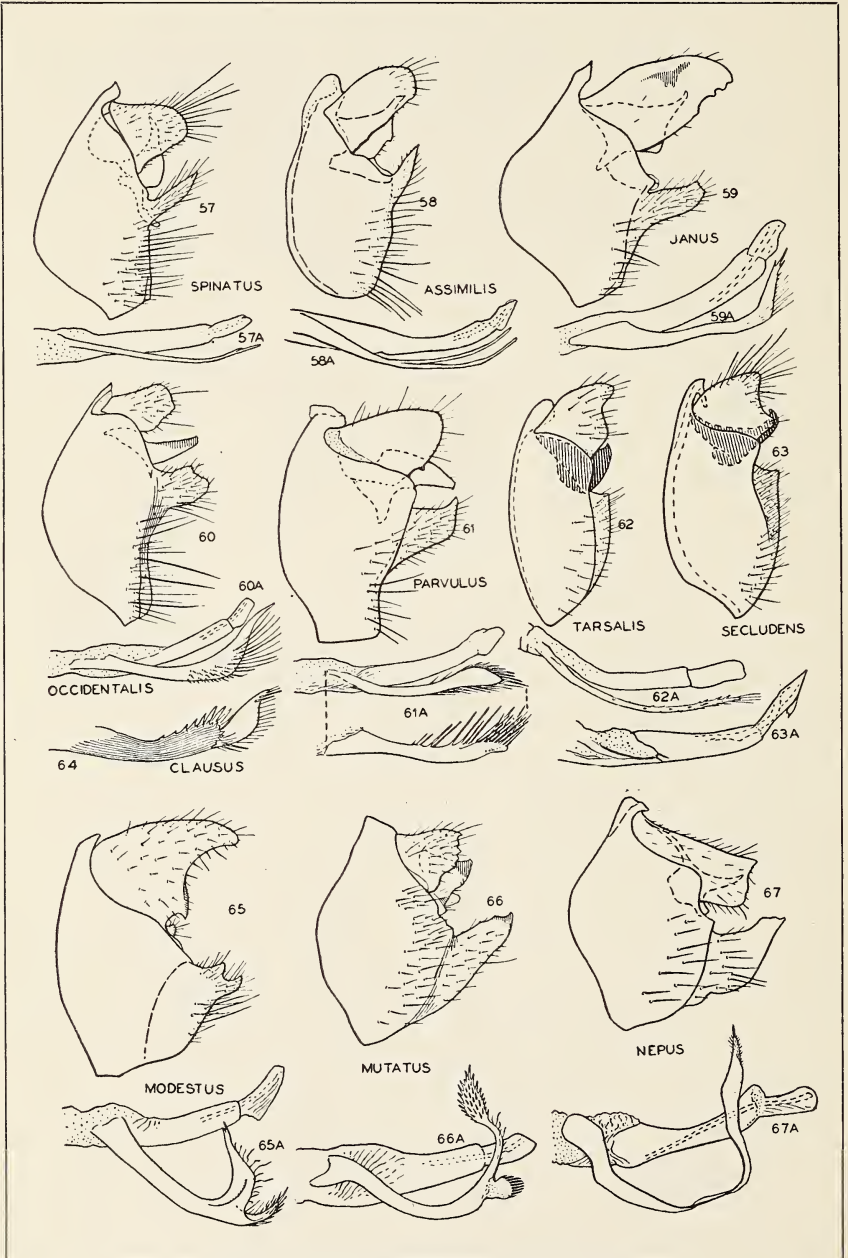 57
SPINATUS
57A
58
ASSIMILIS
58A
59
JANUS
59A
60
60A
OCCIDENTALIS
61
PARVULUS
61A
62
TARSALIS
62A
63
SECLUDENS
63A
64
CLAUSUS
65
MODESTUS
65A
66
MUTATUS
66A
67
NEPUS
67A